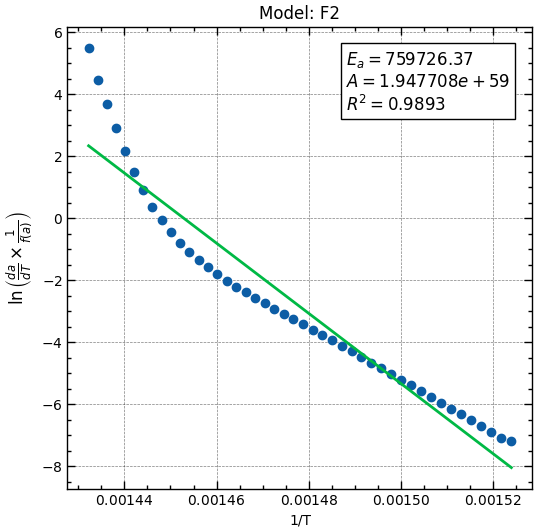 Model: F2
E_a = 759726.37
A = 1.947708e + 59
R^2 = 0.9893
6
4
2
0
−2
−4
−6
−8
ln(da/dT × 1/f(a))
0.00144 0.00146 0.00148 0.00150 0.00152
1/T